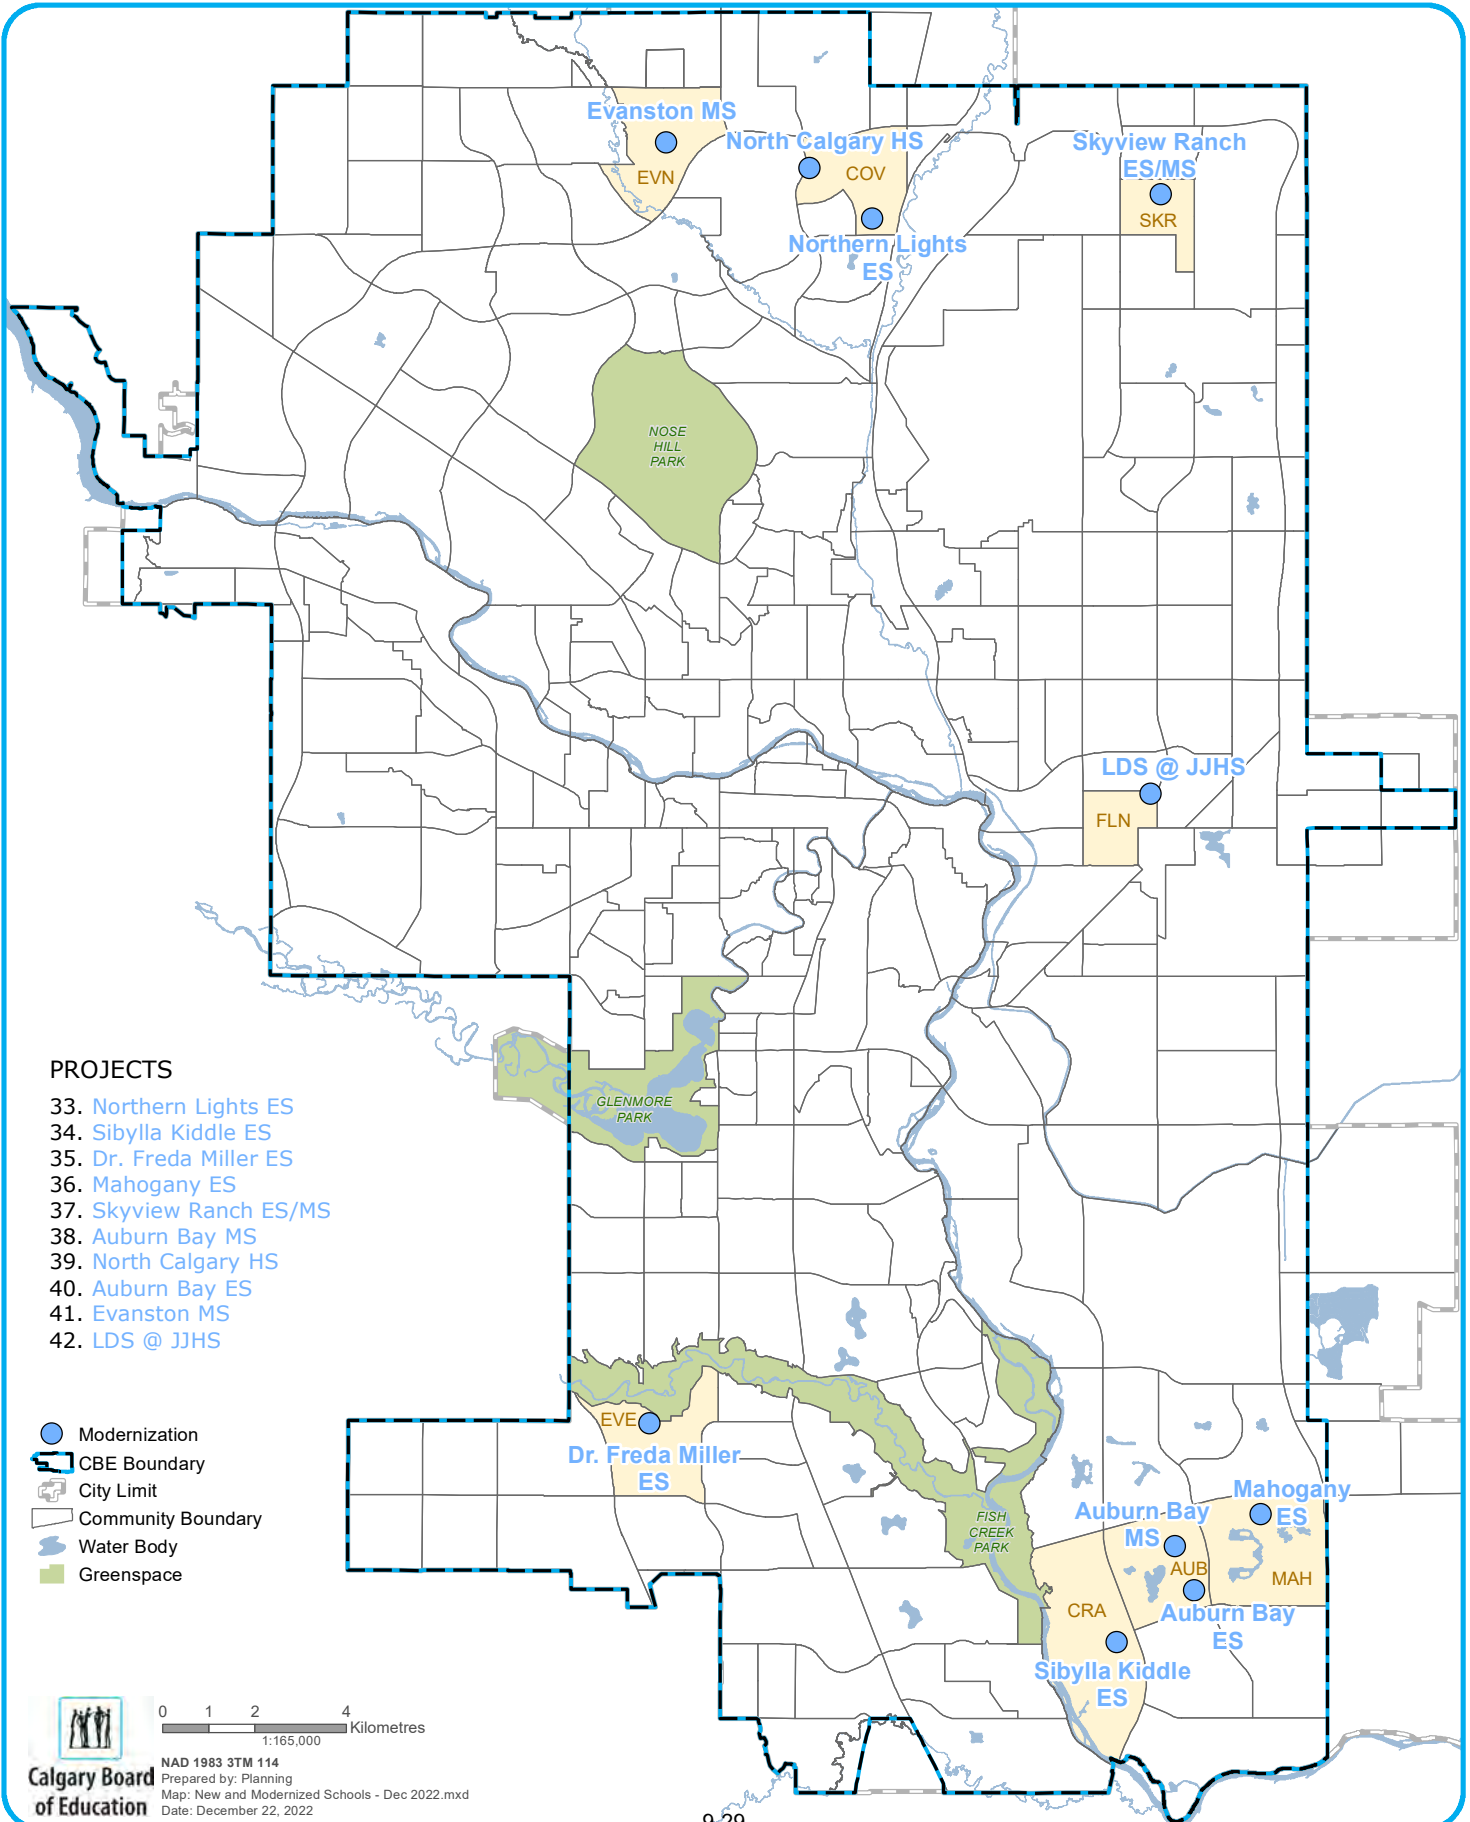 Evanston MS
North Calgary HS
Skyview Ranch
ES/MS
EVN
COV
SKR
Northern Lights
ES
NOSE
HILL
PARK
LDS @ JJHS
FLN
PROJECTS
33. Northern Lights ES
34. Sibylla Kiddle ES
35. Dr. Freda Miller ES
36. Mahogany ES
37. Skyview Ranch ES/MS
38. Auburn Bay MS
39. North Calgary HS
40. Auburn Bay ES
41. Evanston MS
42. LDS @ JJHS
GLENMORE
PARK
EVE
Dr. Freda Miller
ES
Modernization
CBE Boundary
City Limit
Community Boundary
Water Body
Greenspace
FISH
CREEK
PARK
Mahogany
ES
Auburn Bay
MS
AUB
MAH
CRA
Auburn Bay
ES
Sibylla Kiddle
ES
0 1 2 4
Kilometres
1:165,000
Calgary Board
of Education
NAD 1983 3TM 114
Prepared by: Planning
Map: New and Modernized Schools - Dec 2022.mxd
Date: December 22, 2022
9-29